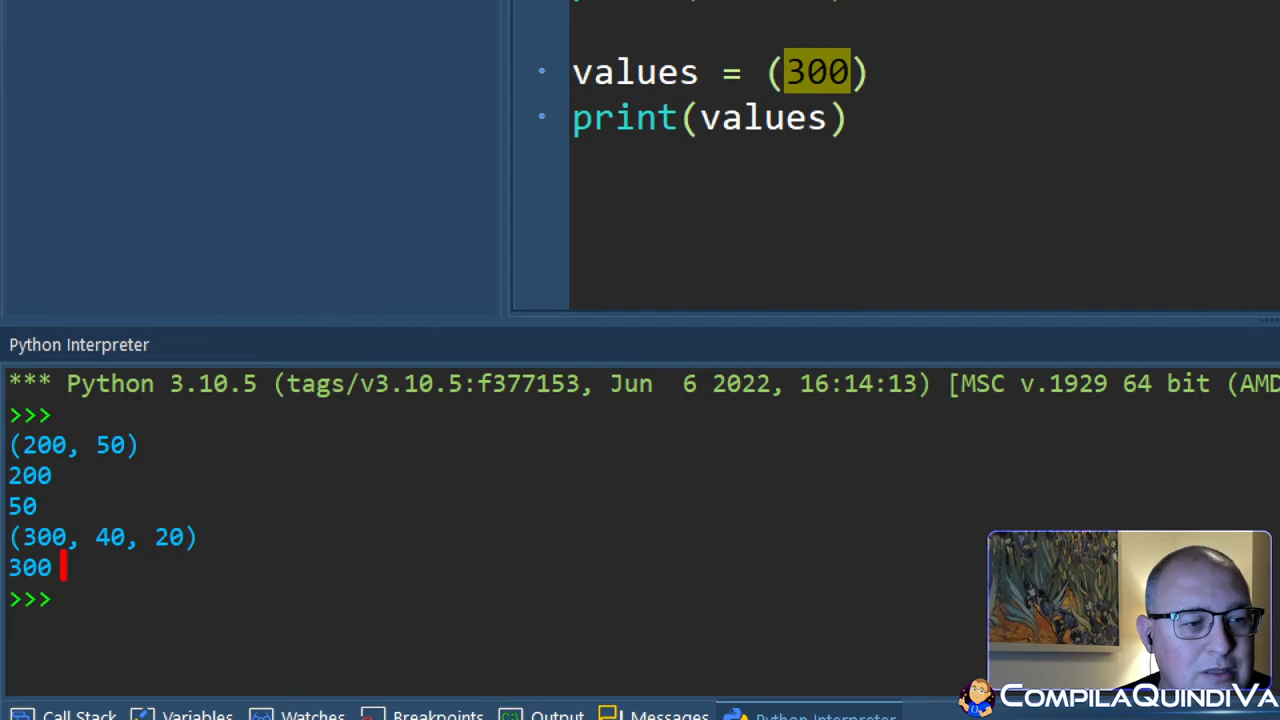 values = (300)
print(values)
Python Interpreter
*** Python 3.10.5 (tags/v3.10.5:f377153, Jun  6 2022, 16:14:13) [MSC v.1929 64 bit (AMD
>>>
(200, 50)
200
50
(300, 40, 20)
300
>>>
Call Stack Variables Watches Breakpoints Output Messages Python Interpreter
COMPILAQUINDIVA